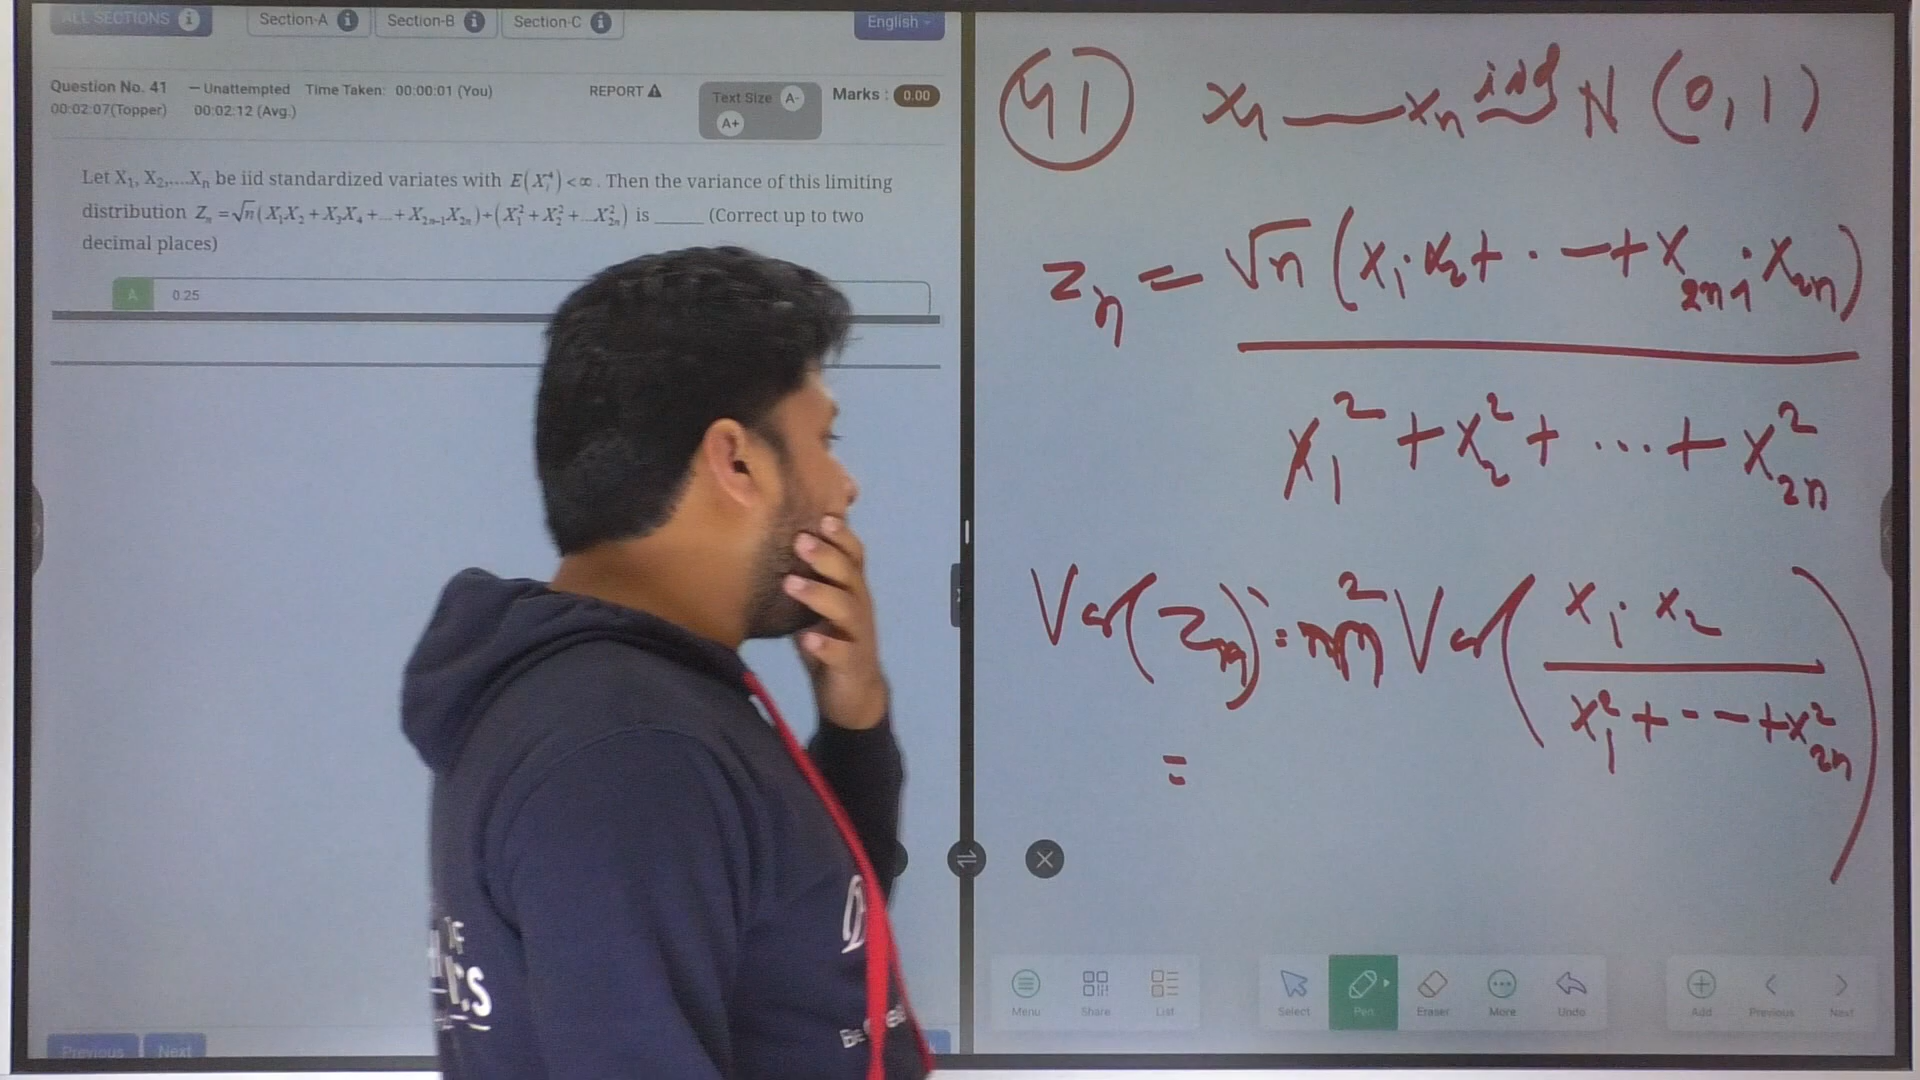 ALL SECTIONS
Section-A
Section-B
Section-C
English
Question No. 41 — Unattempted Time Taken: 00:00:01 (You)
00:02:07(Topper) 00:02:12 (Avg.)
REPORT
Text Size A-
A+
Marks : 0.00
Let X₁, X₂,....Xₙ be iid standardized variates with E(Xᵢ⁴) <∞ . Then the variance of this limiting
distribution Zₙ =√n(X₁X₂ + X₃X₄ +...+ X₂ₙ₋₁X₂ₙ)÷(X₁² + X₂² +...X₂ₙ²) is _____ (Correct up to two
decimal places)
A 0.25
Previous Next
41 x₁ — xₙ iid N (0, 1)
Zₙ = √n (x₁.x₂ + . - + x₂ₙ₋₁.x₂ₙ)
x₁² + x₂² + ... + x₂ₙ²
Var(Zₙ) = Var( x₁. x₂
x₁² + - - + x₂ₙ² )
=
Menu Share List Select Pen Eraser More Undo Add Previous Next